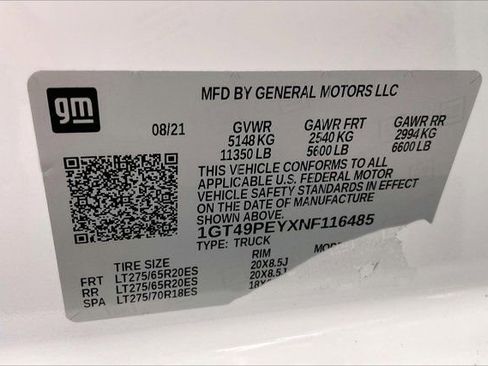 gm
MFD BY GENERAL MOTORS LLC
08/21 GVWR GAWR FRT GAWR RR
5148 KG 2540 KG 2994 KG
11350 LB 5600 LB 6600 LB
THIS VEHICLE CONFORMS TO ALL
APPLICABLE U.S. FEDERAL MOTOR
VEHICLE SAFETY STANDARDS IN EFFECT
ON THE DATE OF MANUFACTURE
SHOWN ABOVE.
1GT49PEYXNF116485
TYPE: TRUCK
TIRE SIZE RIM
FRT LT275/65R20ES 20X8.5J
RR LT275/65R20ES 20X8.5J
SPA LT275/70R18ES